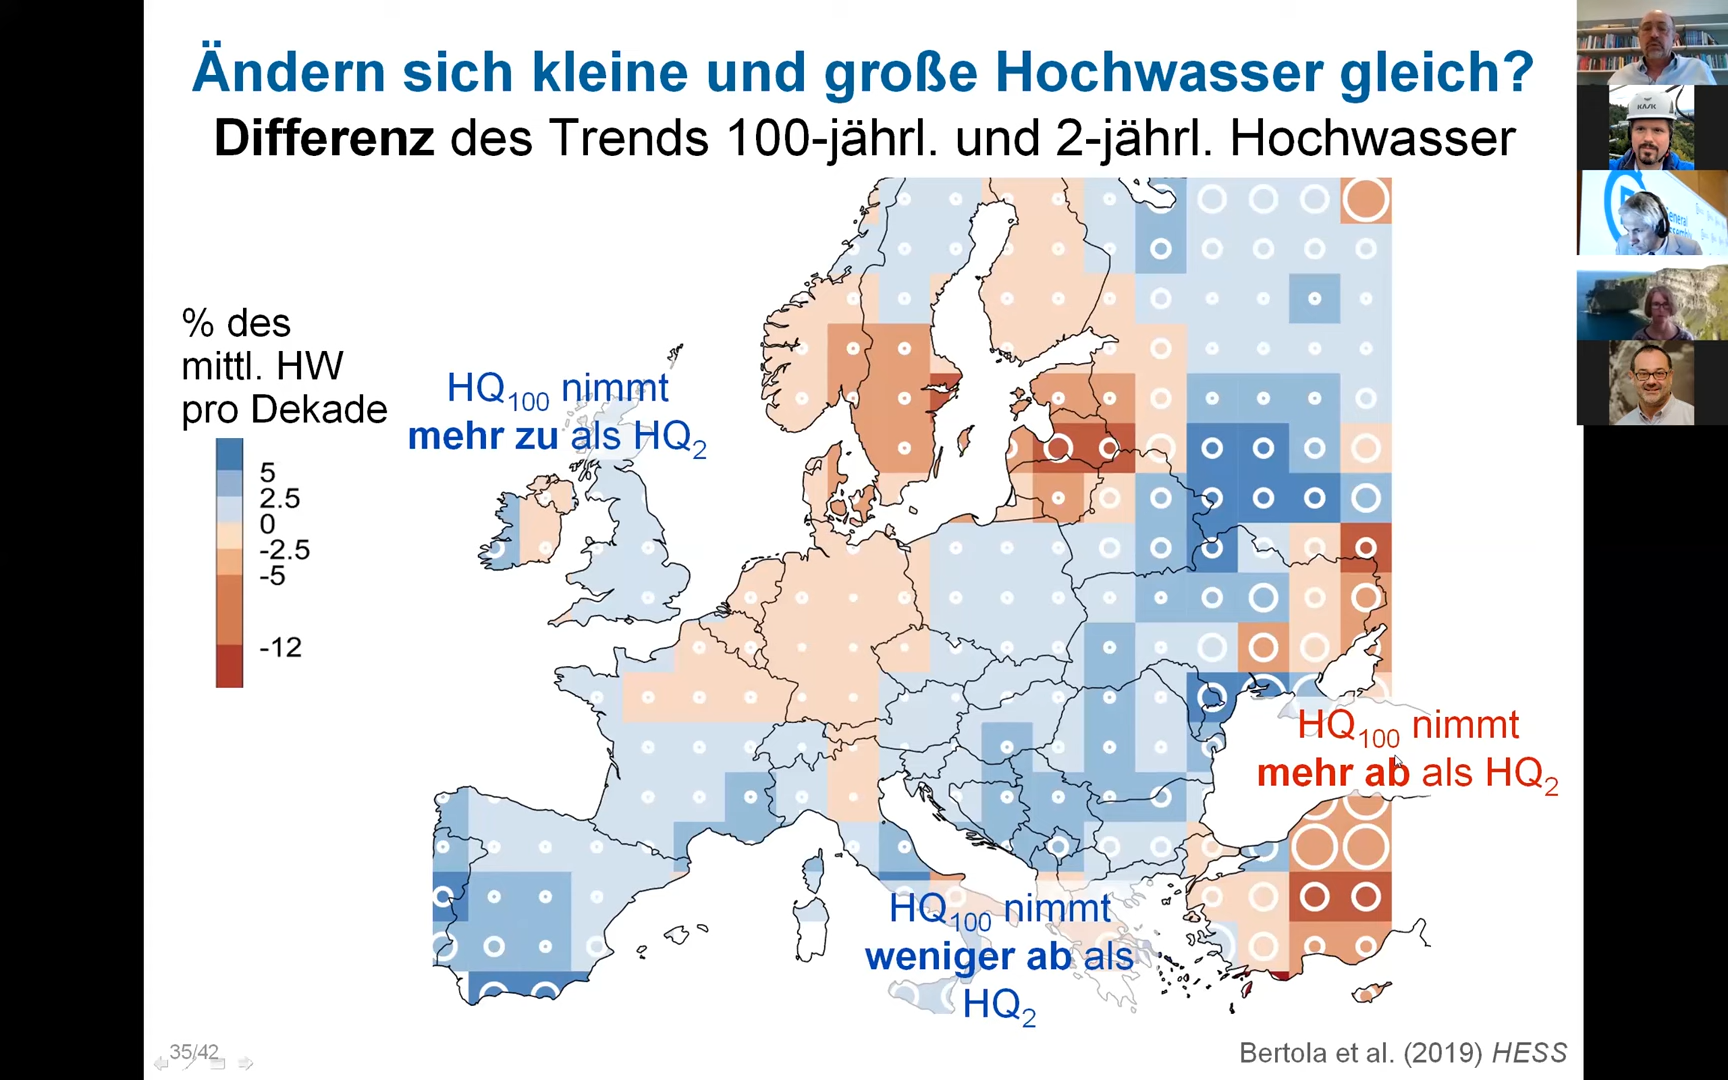 Ändern sich kleine und große Hochwasser gleich?
Differenz des Trends 100-jährl. und 2-jährl. Hochwasser
% des
mittl. HW
pro Dekade
5
2.5
0
-2.5
-5
-12
HQ100 nimmt
mehr zu als HQ2
HQ100 nimmt
mehr ab als HQ2
HQ100 nimmt
weniger ab als
HQ2
35/42
Bertola et al. (2019) HESS
KASK
General